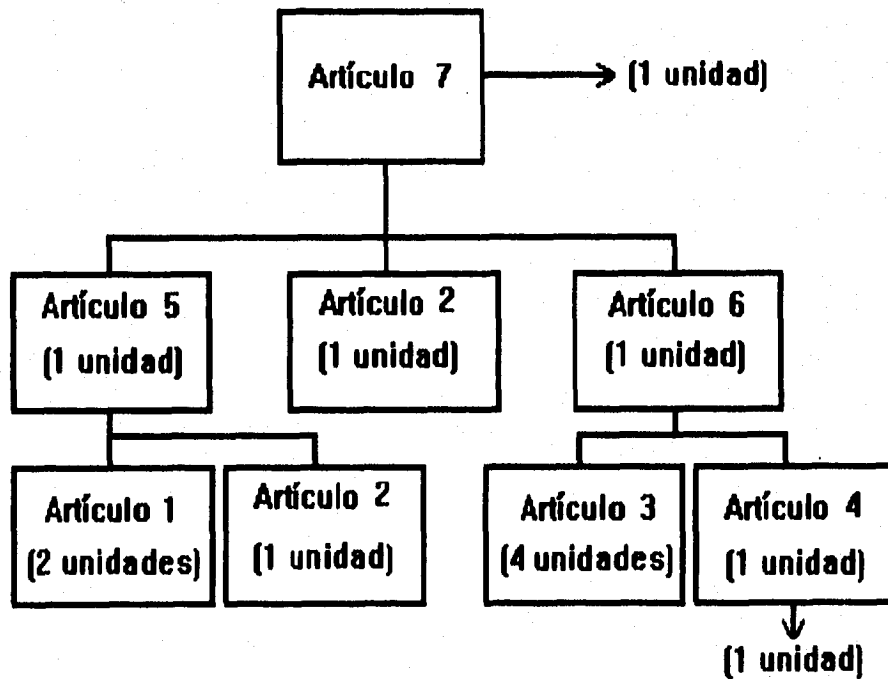 Artículo 7
(1 unidad)
Artículo 5
(1 unidad)
Artículo 2
(1 unidad)
Artículo 6
(1 unidad)
Artículo 1
(2 unidades)
Artículo 2
(1 unidad)
Artículo 3
(4 unidades)
Artículo 4
(1 unidad)
(1 unidad)